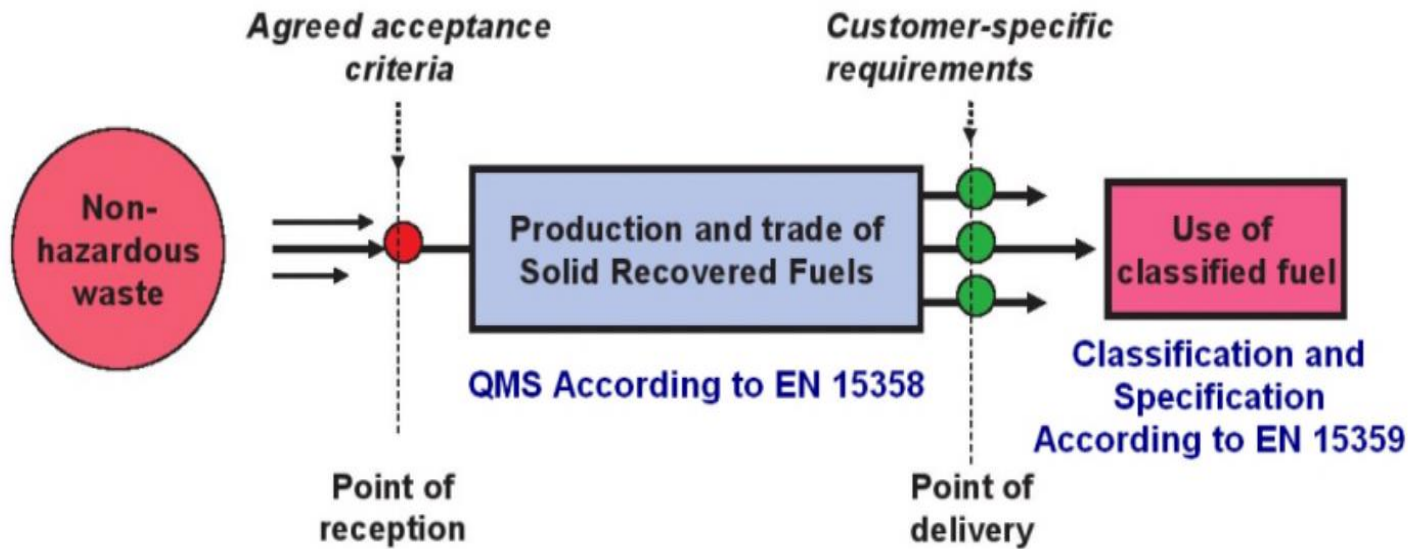 Agreed acceptance
criteria
Customer-specific
requirements
Non-
hazardous
waste
Production and trade of
Solid Recovered Fuels
Use of
classified fuel
QMS According to EN 15358
Classification and
Specification
According to EN 15359
Point of
reception
Point of
delivery